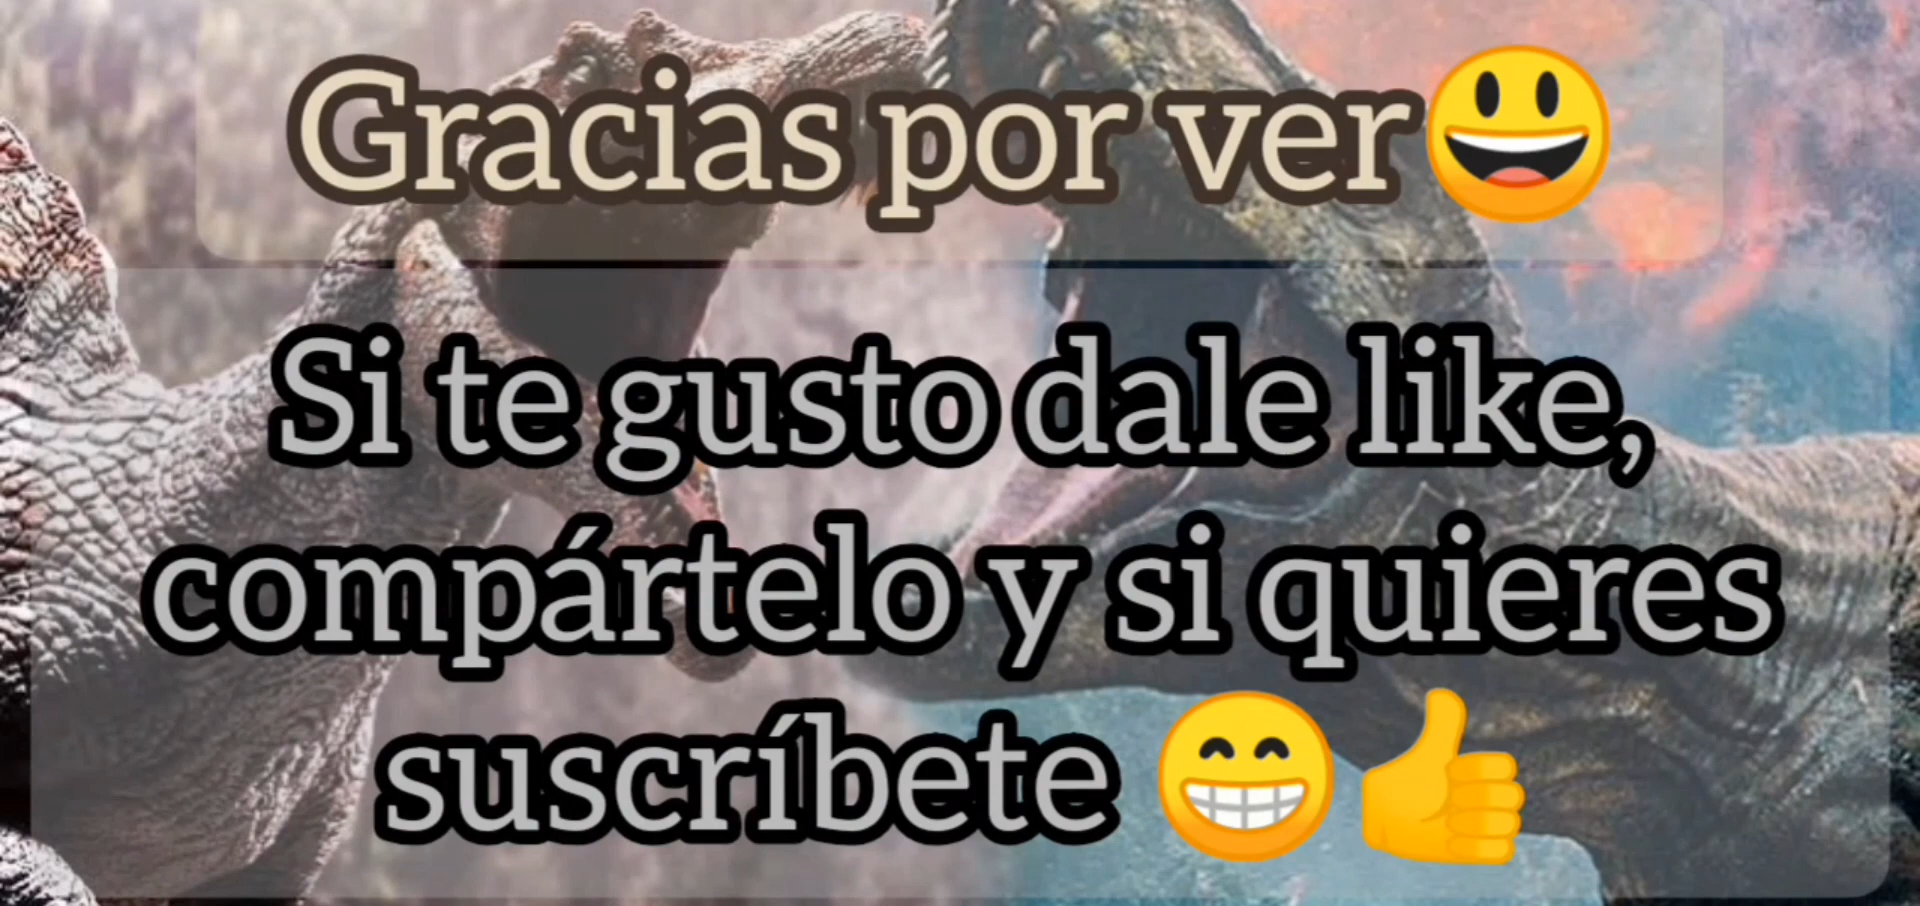 Gracias por ver😃
Si te gusto dale like,
compártelo y si quieres
suscríbete 😁👍